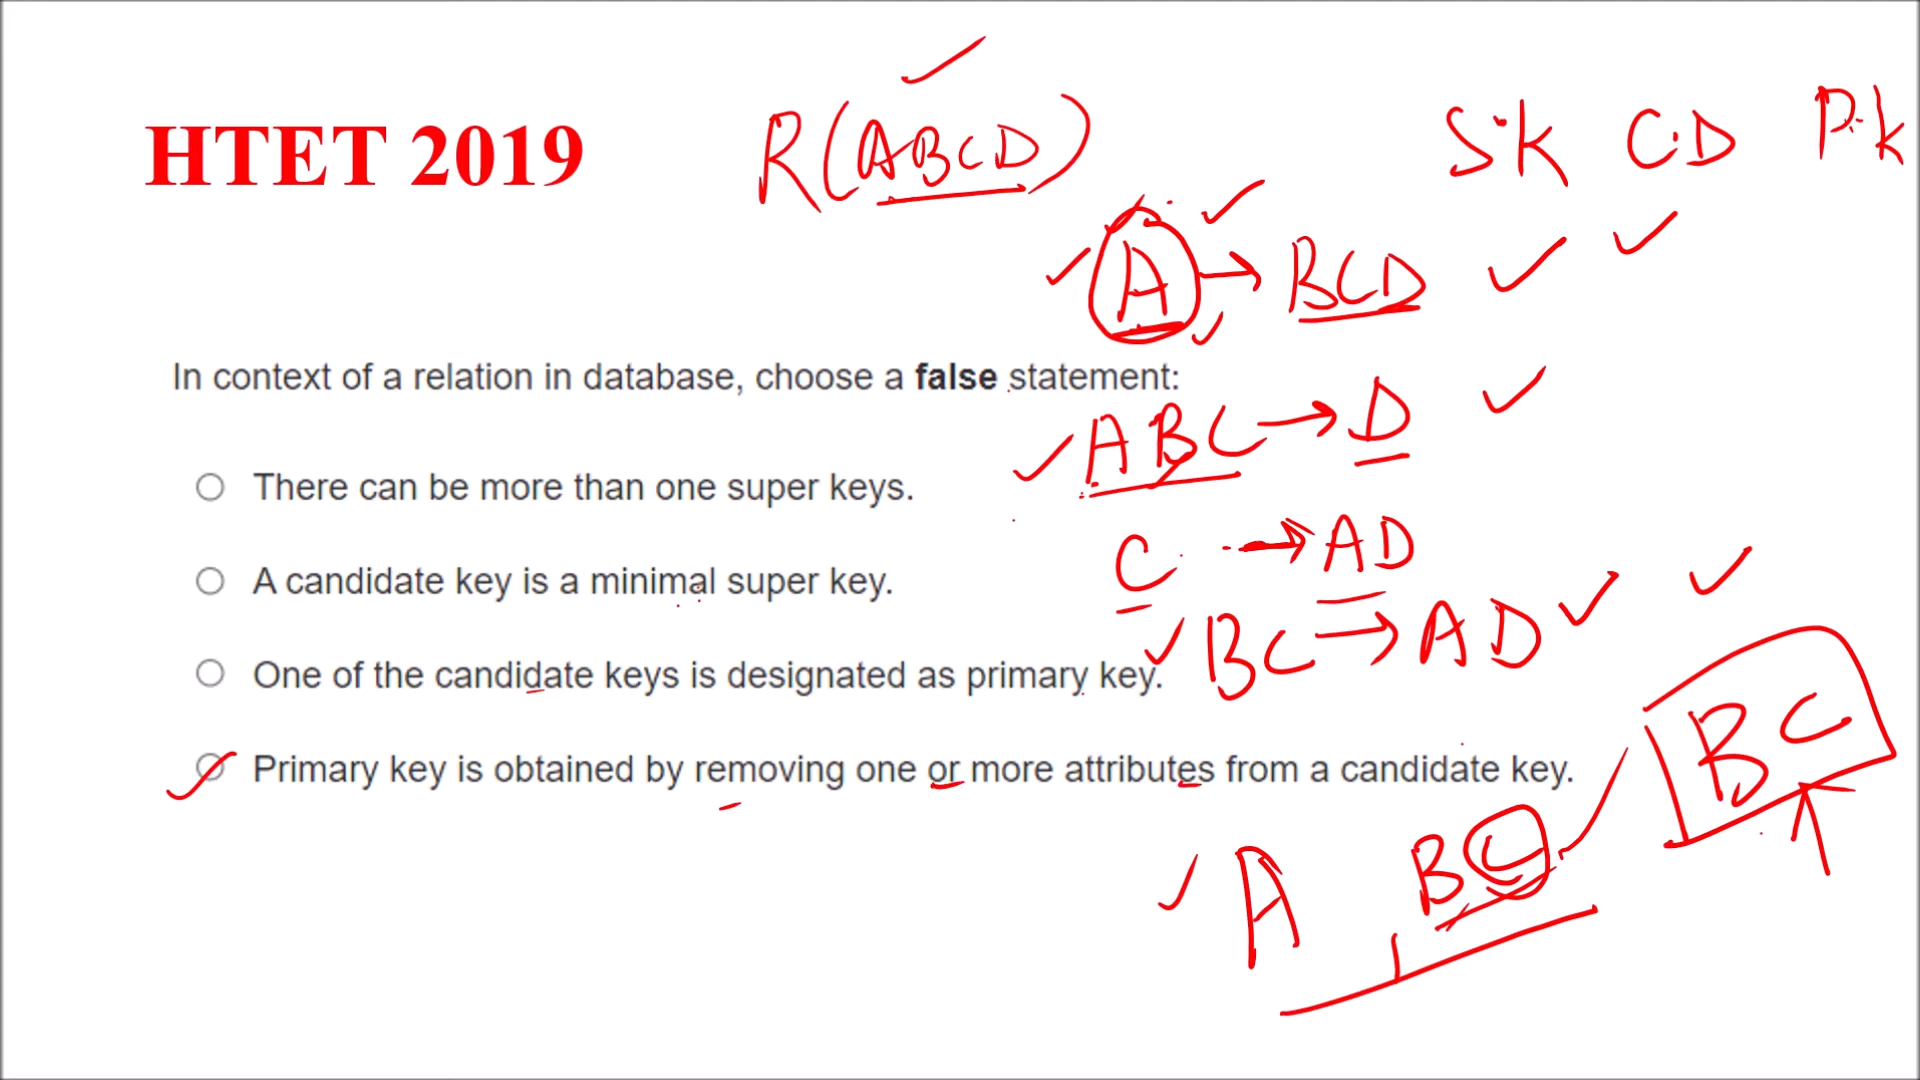 HTET 2019
R(ABCD)
S.K C.D P.K
A → BCD
In context of a relation in database, choose a false statement:
ABC → D
There can be more than one super keys.
C → AD
A candidate key is a minimal super key.
BC → AD
One of the candidate keys is designated as primary key.
BC
Primary key is obtained by removing one or more attributes from a candidate key.
A BC